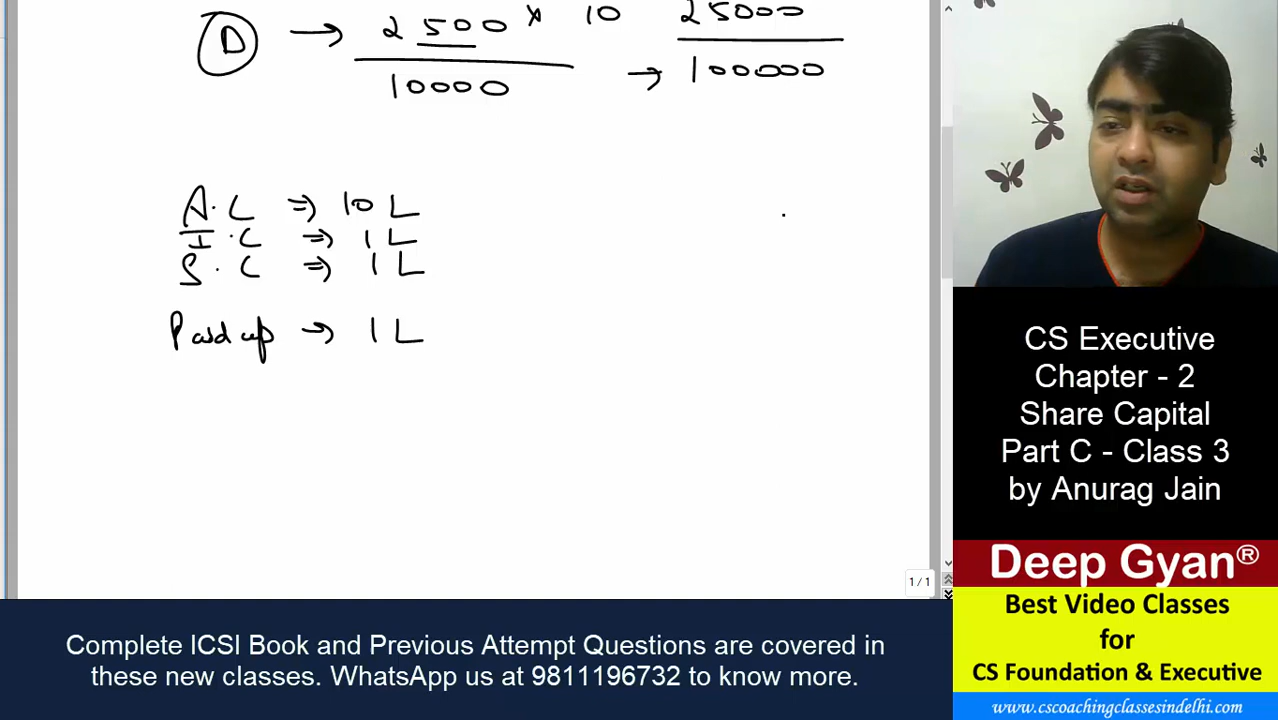 D → 2500 × 10 25000
10000 → 100000
A.C ⇒ 10 L
I.C ⇒ 1 L
S.C ⇒ 1 L
Paid up → 1 L
1 / 1
CS Executive
Chapter - 2
Share Capital
Part C - Class 3
by Anurag Jain
Deep Gyan®
Best Video Classes
for
CS Foundation & Executive
www.cscoachingclassesindelhi.com
Complete ICSI Book and Previous Attempt Questions are covered in
these new classes. WhatsApp us at 9811196732 to know more.